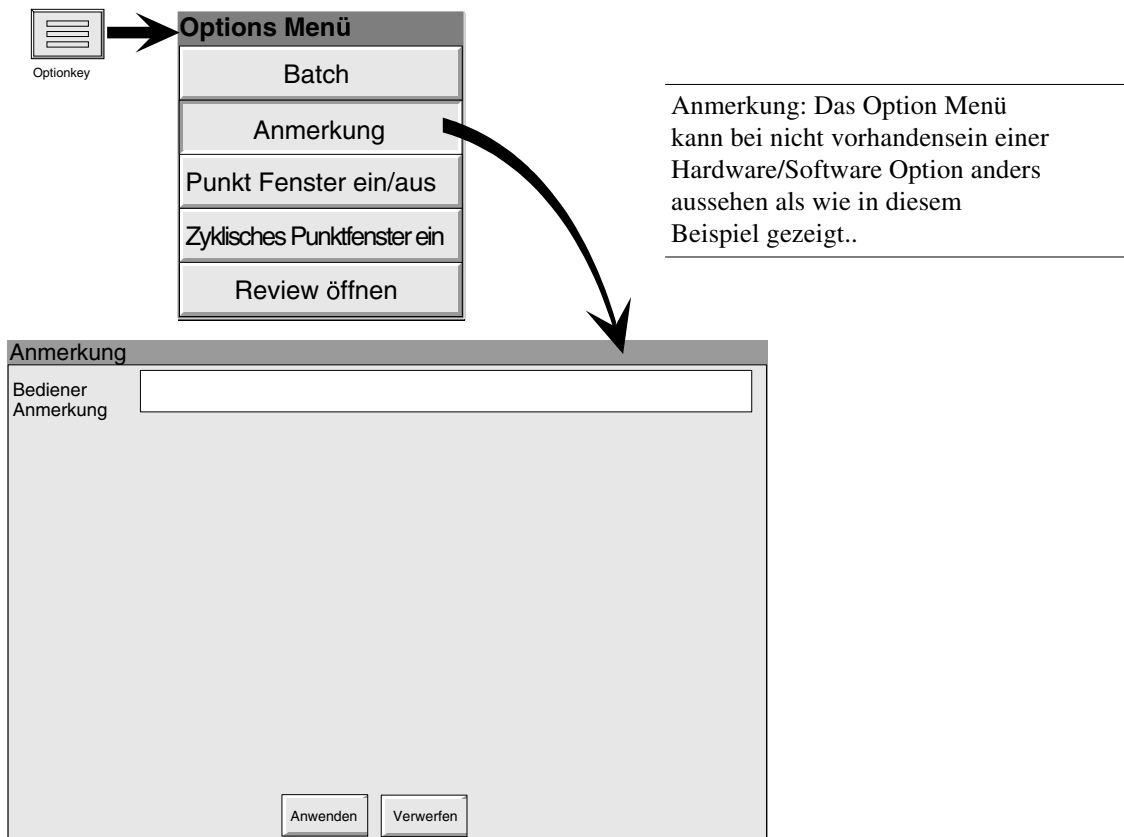 Optionkey
Options Menü
Batch
Anmerkung
Punkt Fenster ein/aus
Zyklisches Punktfenster ein
Review öffnen
Anmerkung: Das Option Menü
kann bei nicht vorhandensein einer
Hardware/Software Option anders
aussehen als wie in diesem
Beispiel gezeigt..
Anmerkung
Bediener
Anmerkung
Anwenden
Verwerfen